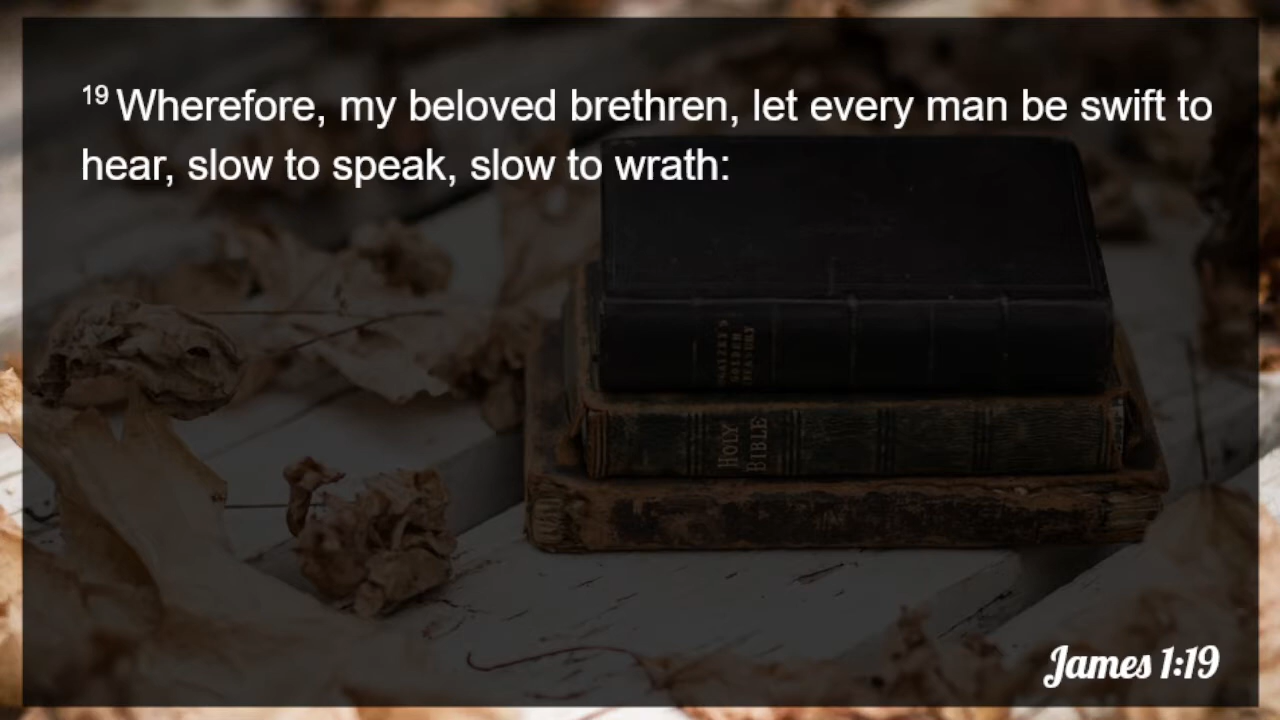 19 Wherefore, my beloved brethren, let every man be swift to
hear, slow to speak, slow to wrath:
HOLY
BIBLE
James 1:19